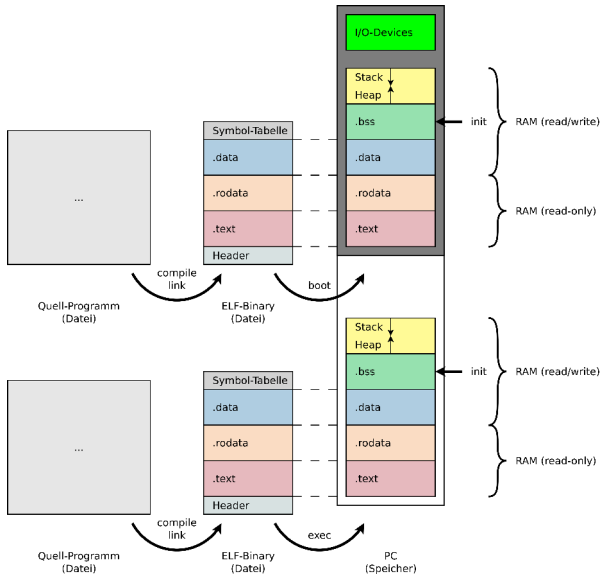 I/O-Devices
Stack
Heap
.bss
init
RAM (read/write)
Symbol-Tabelle
.data
.data
...
.rodata
.rodata
RAM (read-only)
.text
.text
Header
compile
link
boot
Quell-Programm
(Datei)
ELF-Binary
(Datei)
Stack
Heap
.bss
init
RAM (read/write)
Symbol-Tabelle
.data
.data
...
.rodata
.rodata
RAM (read-only)
.text
.text
Header
compile
link
exec
Quell-Programm
(Datei)
ELF-Binary
(Datei)
PC
(Speicher)